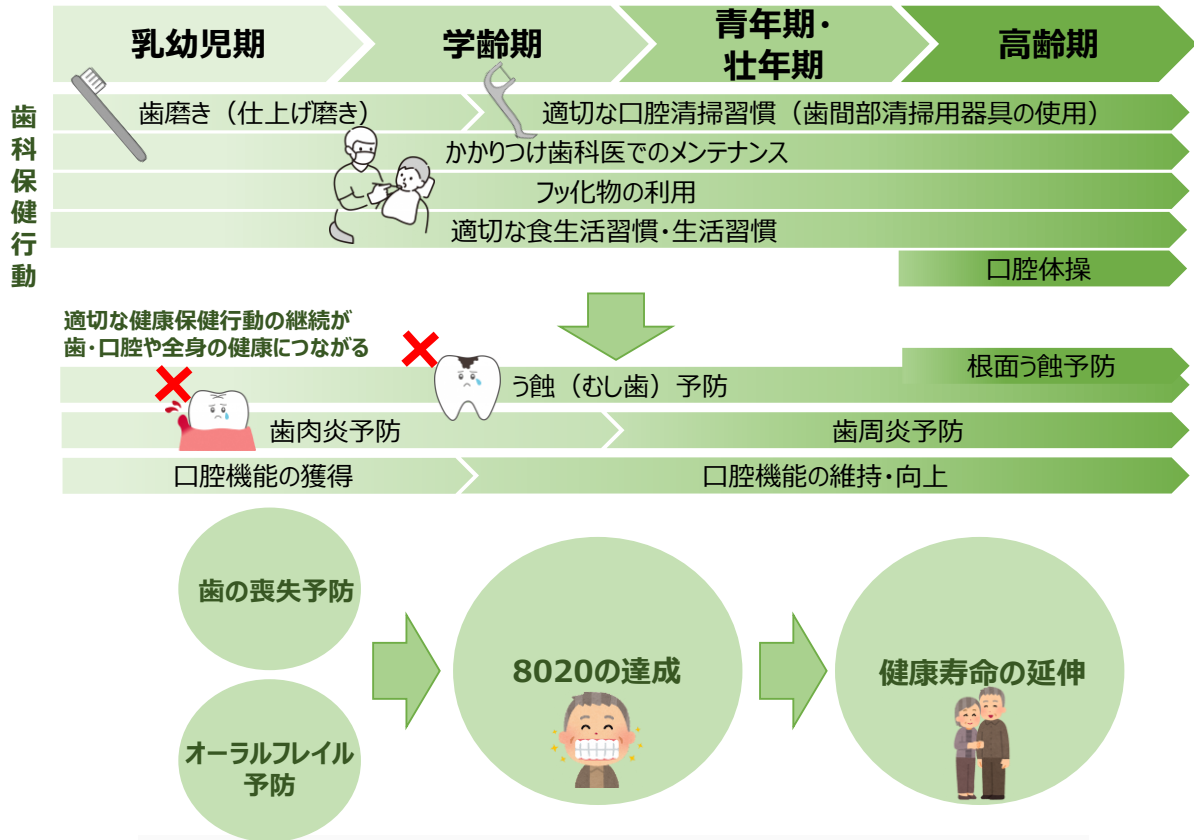 乳幼児期
学齢期
青年期・
壮年期
高齢期
歯科保健行動
歯磨き（仕上げ磨き）
適切な口腔清掃習慣（歯間部清掃用器具の使用）
かかりつけ歯科医でのメンテナンス
フッ化物の利用
適切な食生活習慣・生活習慣
口腔体操
適切な健康保健行動の継続が
歯・口腔や全身の健康につながる
根面う蝕予防
う蝕（むし歯）予防
歯肉炎予防
歯周炎予防
口腔機能の獲得
口腔機能の維持・向上
歯の喪失予防
オーラルフレイル
予防
8020の達成
健康寿命の延伸